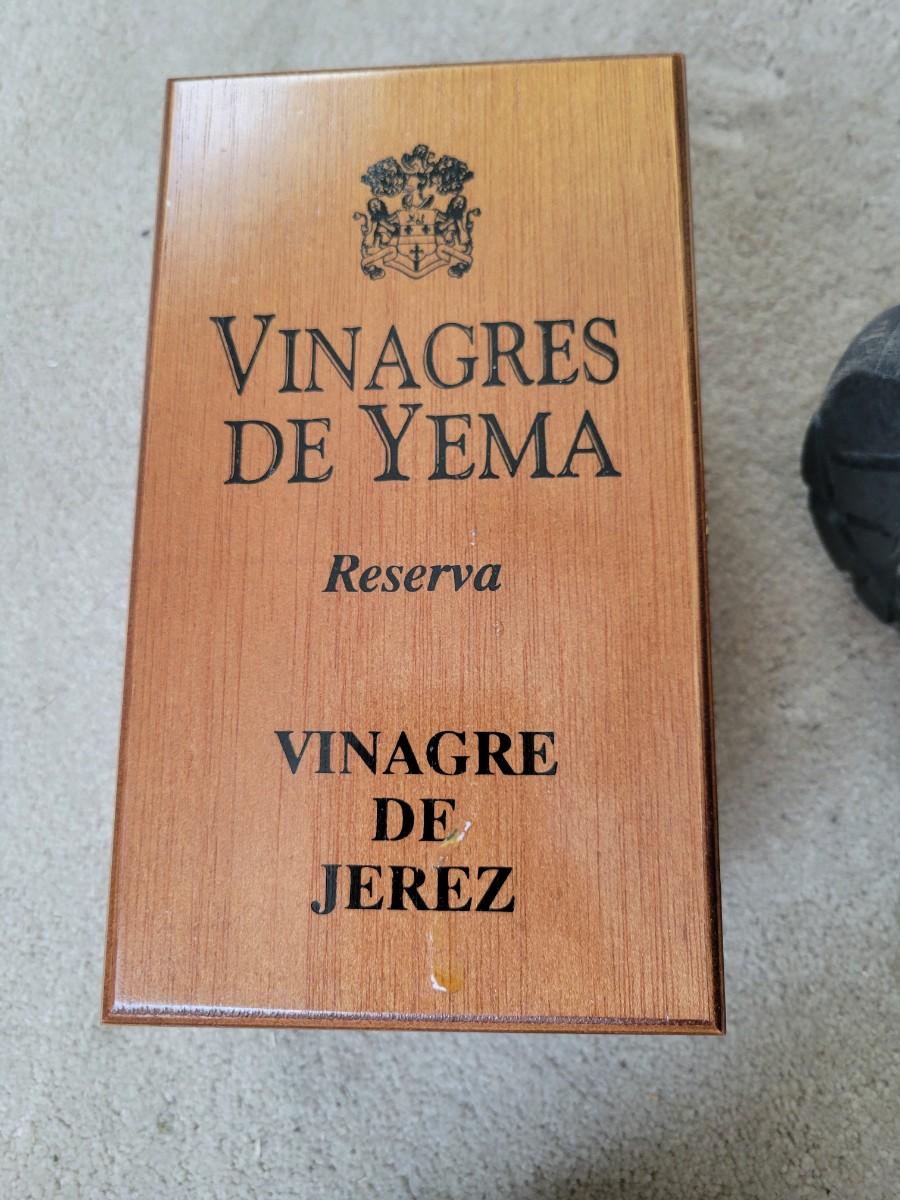 VINAGRES
DE YEMA
Reserva
VINAGRE
DE
JEREZ